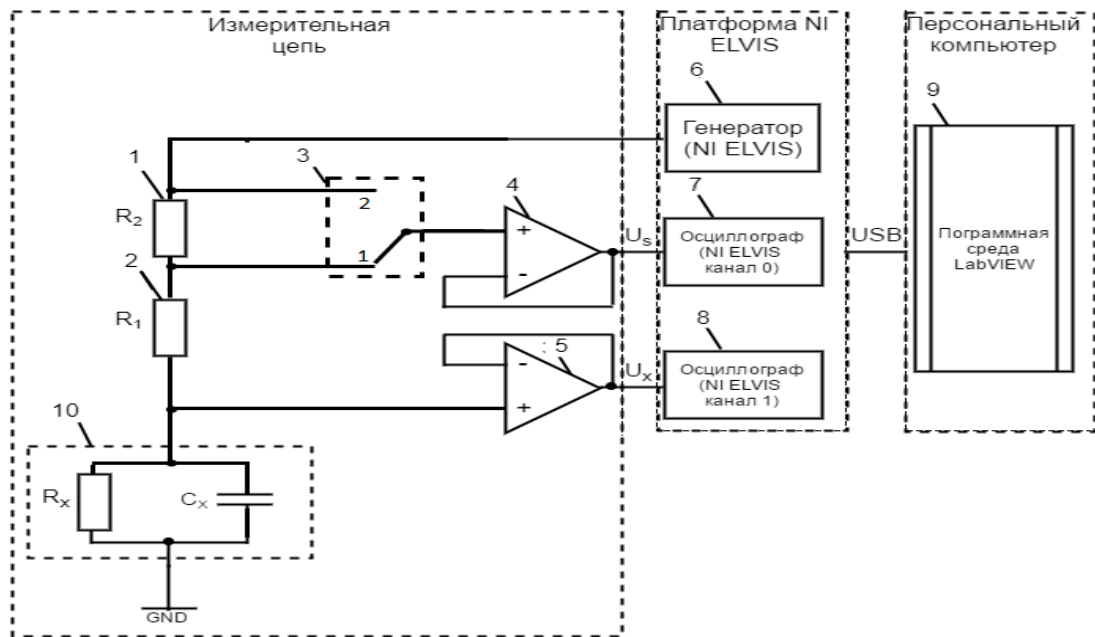 Измерительная
цепь
Платформа NI
ELVIS
Персональный
компьютер
6
Генератор
(NI ELVIS)
9
1
R2
3
2
1
4
+
-
Us
7
Осциллограф
(NI ELVIS
канал 0)
USB
Пограммная
среда
LabVIEW
2
R1
: 5
-
+
Ux
8
Осциллограф
(NI ELVIS
канал 1)
10
Rx
Cx
GND